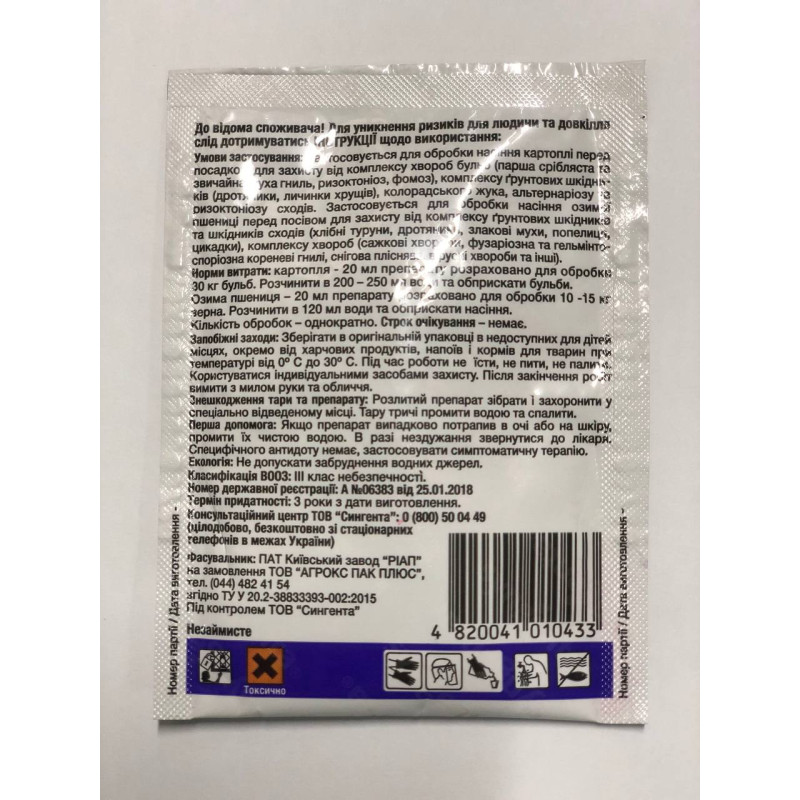 До відома споживача! Для уникнення ризиків для людини та довкілля
слід дотримуватись ІНСТРУКЦІЇ щодо використання:
Умови застосування: Застосовується для обробки насіння картоплі перед
посадкою для захисту від комплексу хвороб бульб (парша срібляста та
звичайна, суха гниль, ризоктоніоз, фомоз), комплексу ґрунтових шкідни-
ків (дротяники, личинки хрущів), колорадського жука, альтернаріозу та
ризоктоніозу сходів. Застосовується для обробки насіння озимої
пшениці перед посівом для захисту від комплексу ґрунтових шкідників
та шкідників сходів (хлібні туруни, дротяники, злакові мухи, попелиця,
цикадки), комплексу хвороб (сажкові хвороби, фузаріозна та гельмінто-
споріозна кореневі гнилі, снігова пліснява, вірусні хвороби та інші).
Норми витрати: картопля - 20 мл препарату розраховано для обробки
30 кг бульб. Розчинити в 200 – 250 мл води та обприскати бульби.
Озима пшениця – 20 мл препарату розраховано для обробки 10 -15 кг
зерна. Розчинити в 120 мл води та обприскати насіння.
Кількість обробок – однократно. Строк очікування – немає.
Запобіжні заходи: Зберігати в оригінальній упаковці в недоступних для дітей
місцях, окремо від харчових продуктів, напоїв і кормів для тварин при
температурі від 0º С до 30º С. Під час роботи не їсти, не пити, не палити.
Користуватися індивідуальними засобами захисту. Після закінчення робіт
вимити з милом руки та обличчя.
Знешкодження тари та препарату: Розлитий препарат зібрати і захоронити у
спеціально відведеному місці. Тару тричі промити водою та спалити.
Перша допомога: Якщо препарат випадково потрапив в очі або на шкіру,
промити їх чистою водою. В разі нездужання звернутися до лікаря.
Специфічного антидоту немає, застосовувати симптоматичну терапію.
Екологія: Не допускати забруднення водних джерел.
Класифікація ВООЗ: III клас небезпечності.
Номер державної реєстрації: А №06383 від 25.01.2018
Термін придатності: 3 роки з дати виготовлення.
Консультаційний центр ТОВ "Сингента": 0 (800) 50 04 49
(цілодобово, безкоштовно зі стаціонарних
телефонів в межах України)
Фасувальник: ПАТ Київський завод "РІАП"
на замовлення ТОВ "АГРОКС ПАК ПЛЮС",
тел. (044) 482 41 54
згідно ТУ У 20.2-38833393-002:2015
Під контролем ТОВ "Сингента"
Незаймисте
4 820041 010433
Токсично
Номер партії / Дата виготовлення -
Номер партії / Дата виготовлення -